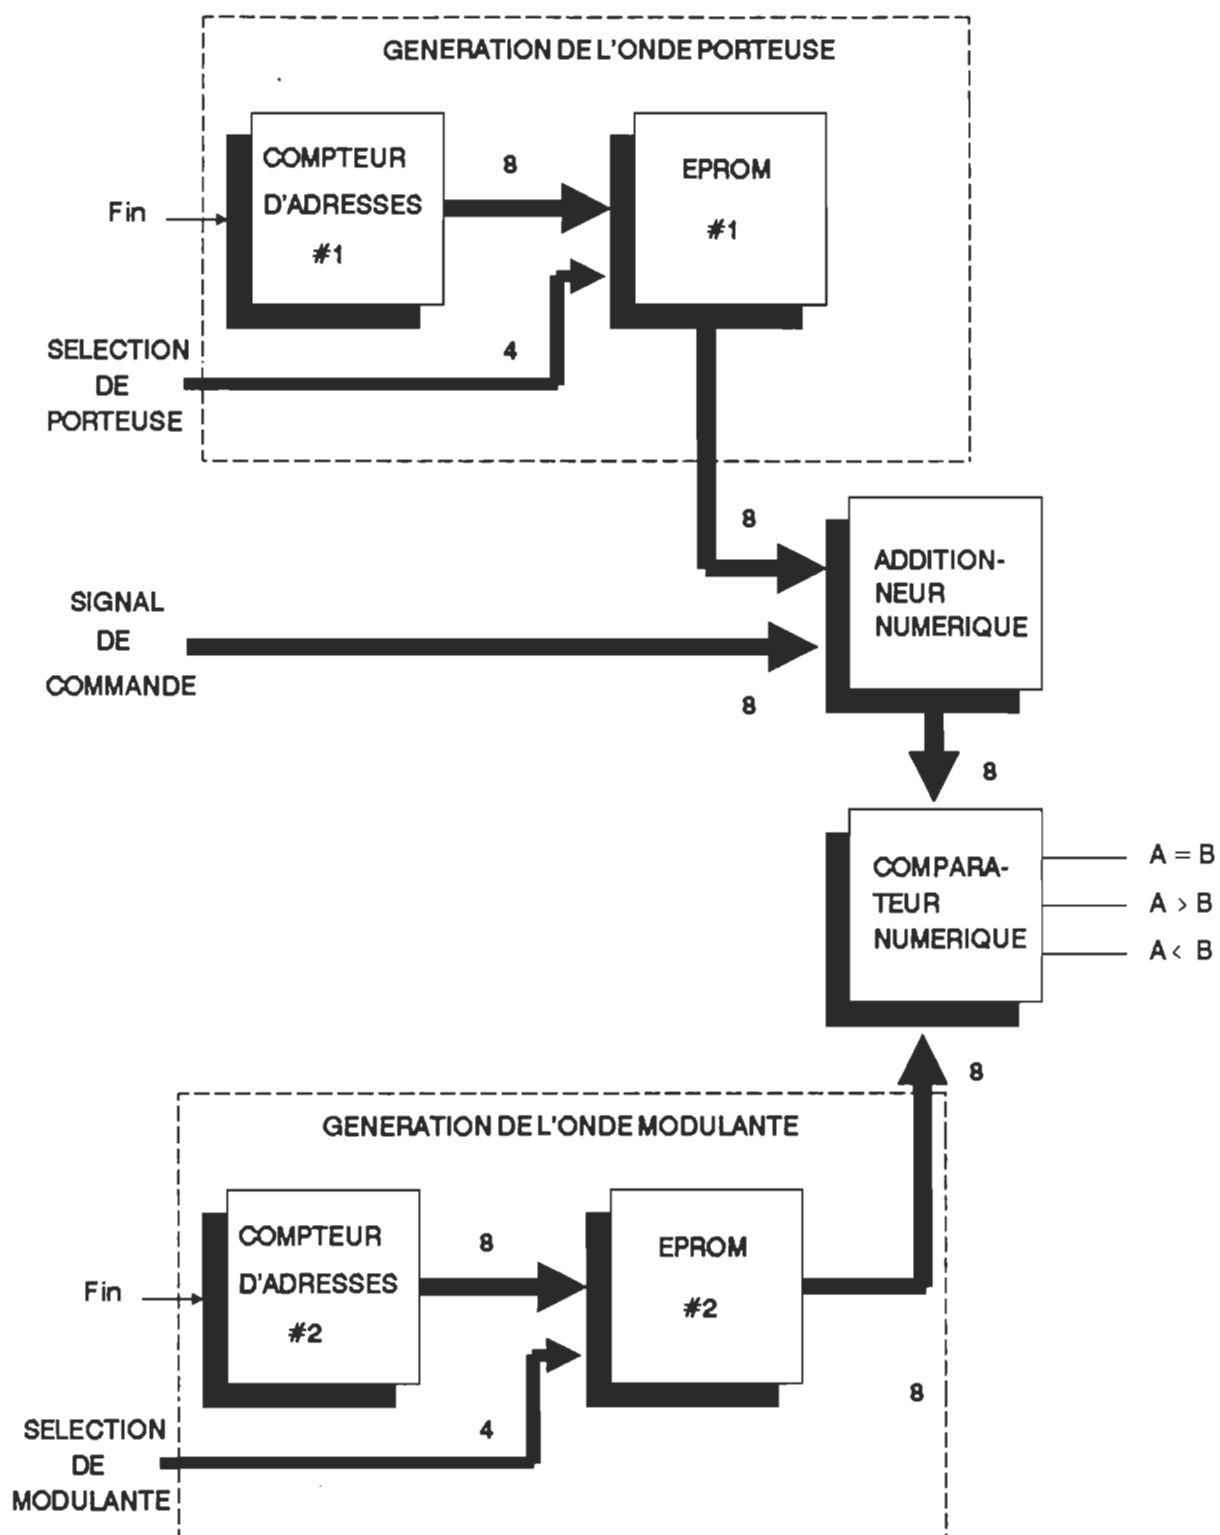 GENERATION DE L'ONDE PORTEUSE
COMPTEUR
D'ADRESSES
#1
8
EPROM
#1
Fin
SELECTION
DE
PORTEUSE
4
8
ADDITION-
NEUR
NUMERIQUE
SIGNAL
DE
COMMANDE
8
8
COMPARA-
TEUR
NUMERIQUE
A = B
A > B
A < B
8
GENERATION DE L'ONDE MODULANTE
COMPTEUR
D'ADRESSES
#2
8
EPROM
#2
Fin
8
SELECTION
DE
MODULANTE
4